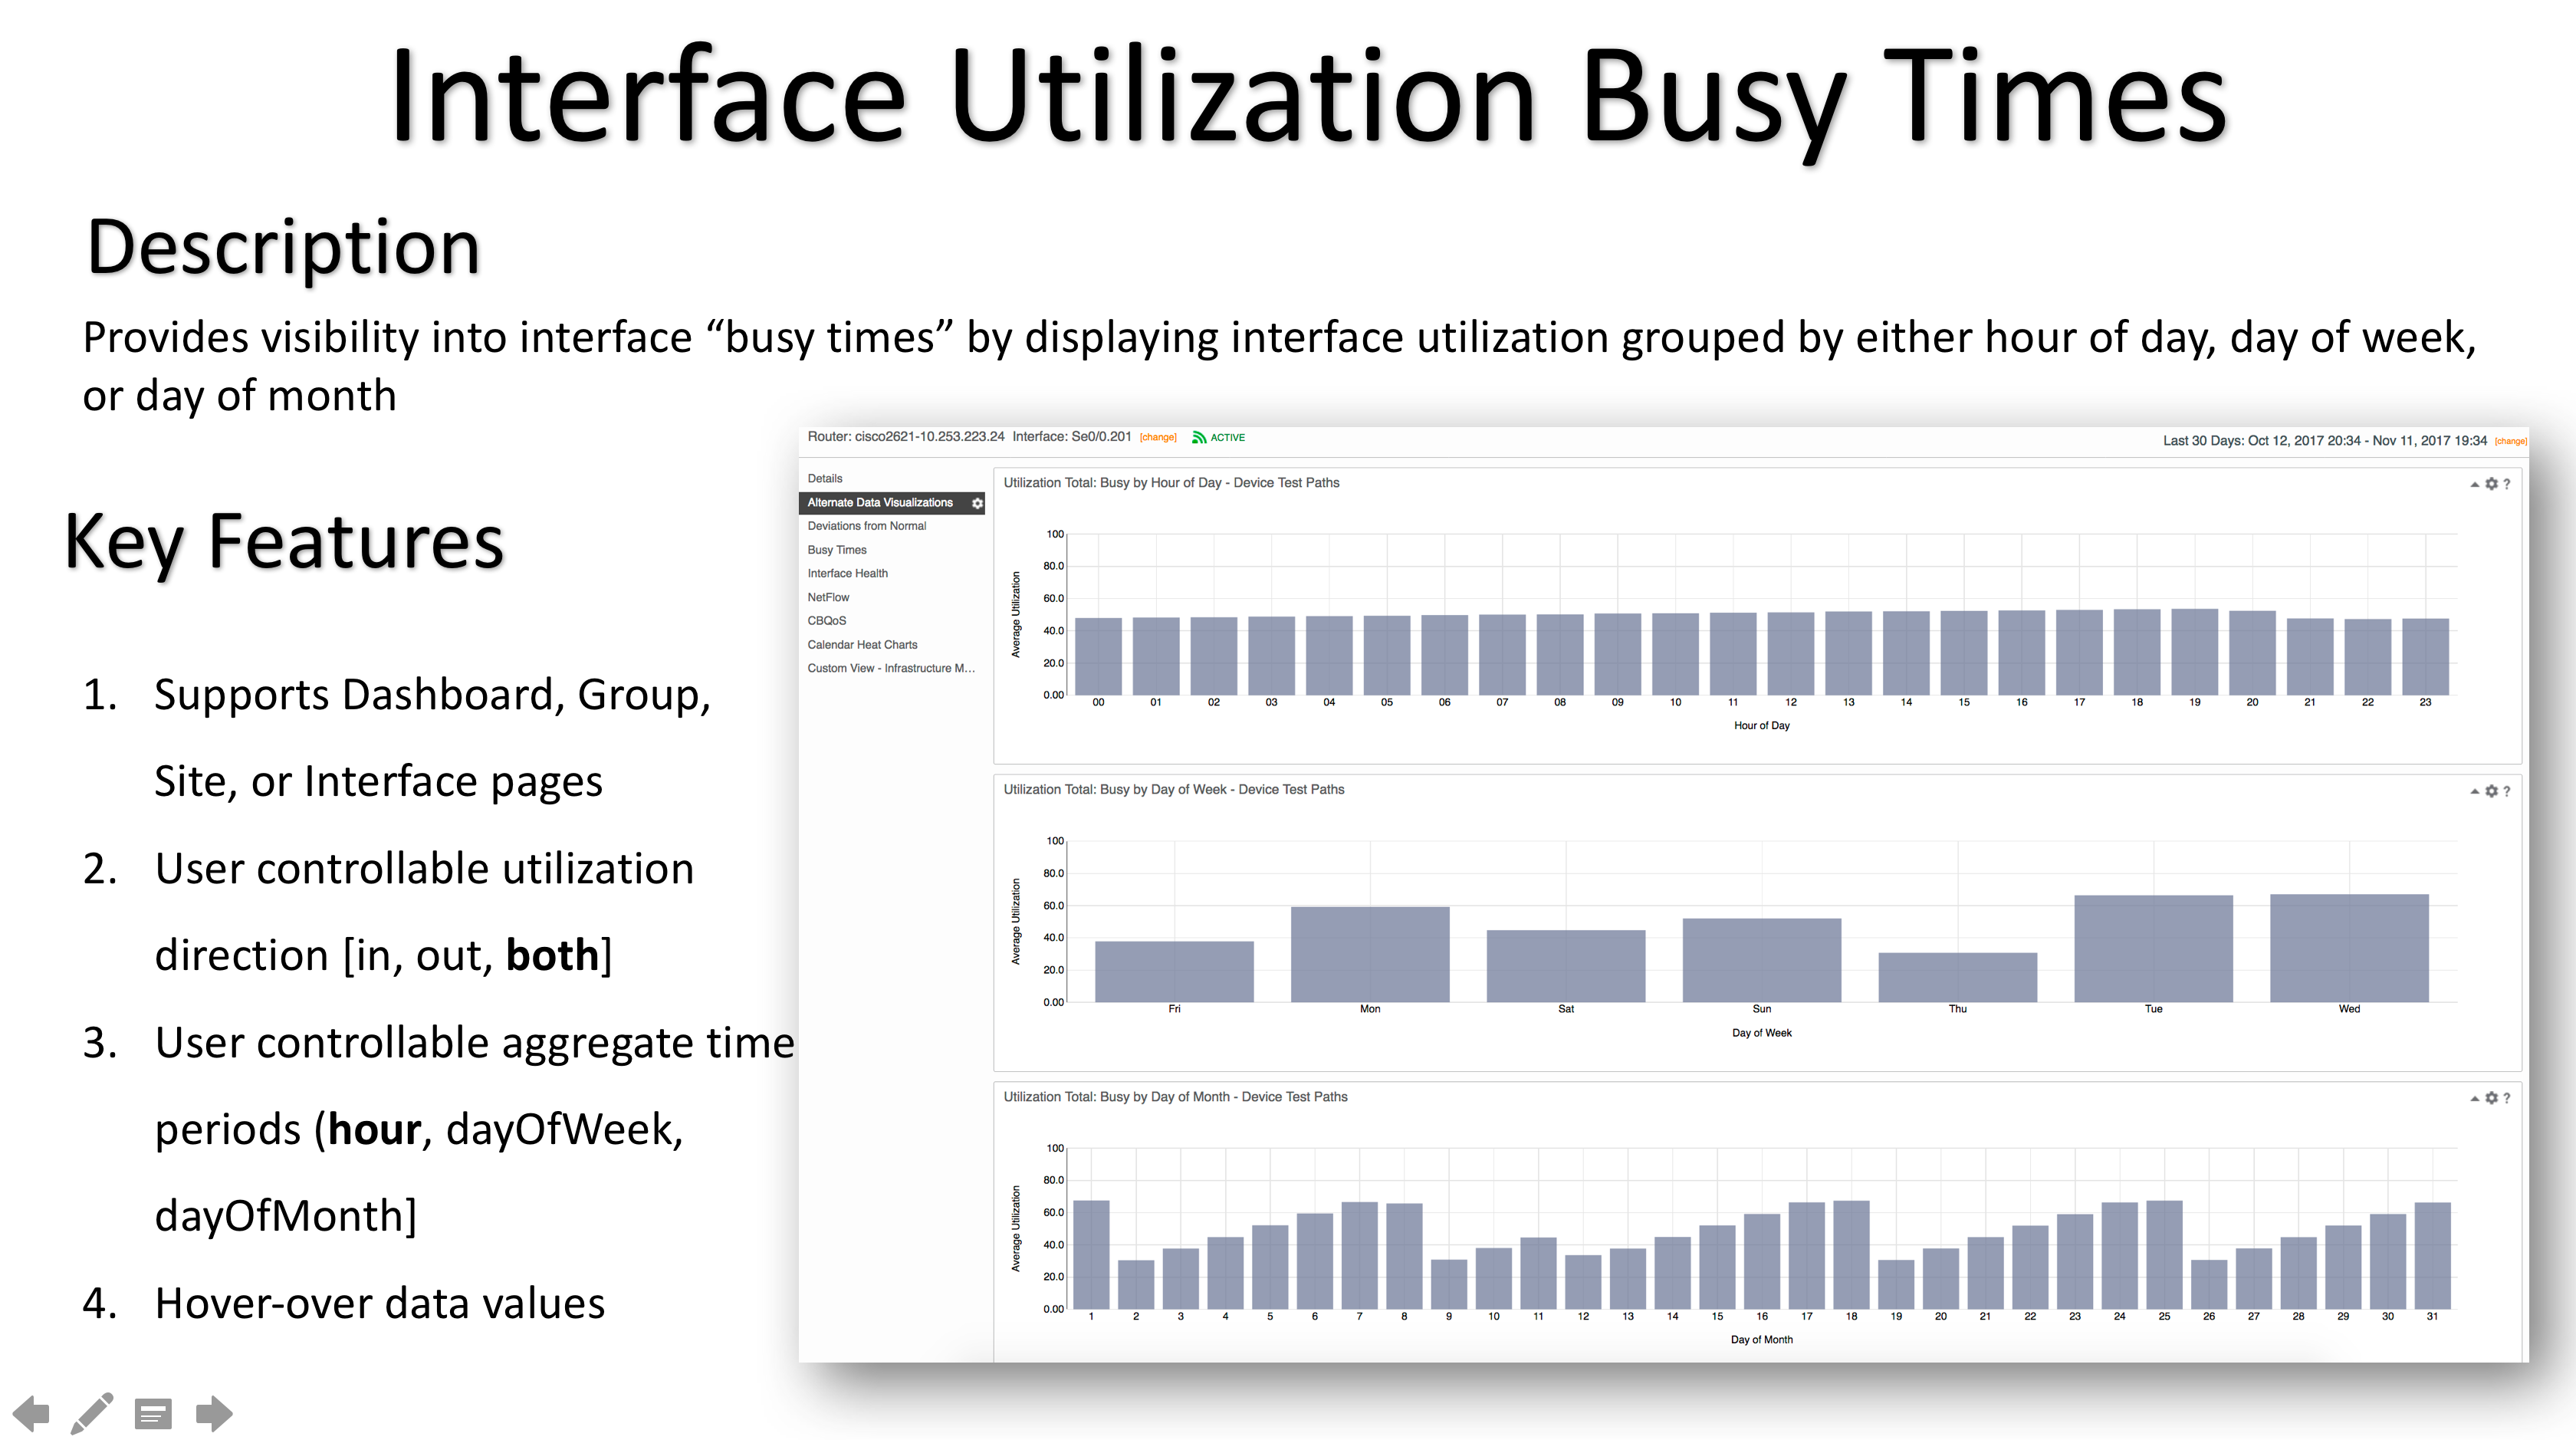 Interface Utilization Busy Times
Description
Provides visibility into interface “busy times” by displaying interface utilization grouped by either hour of day, day of week,
or day of month
Key Features
1. Supports Dashboard, Group,
Site, or Interface pages
2. User controllable utilization
direction [in, out, both]
3. User controllable aggregate time
periods (hour, dayOfWeek,
dayOfMonth]
4. Hover-over data values
Router: cisco2621-10.253.223.24 Interface: Se0/0.201 [change] ACTIVE
Last 30 Days: Oct 12, 2017 20:34 - Nov 11, 2017 19:34 [change]
Details
Alternate Data Visualizations
Deviations from Normal
Busy Times
Interface Health
NetFlow
CBQoS
Calendar Heat Charts
Custom View - Infrastructure M...
Utilization Total: Busy by Hour of Day - Device Test Paths
?
Average Utilization
100
80.0
60.0
40.0
20.0
0.00
00 01 02 03 04 05 06 07 08 09 10 11 12 13 14 15 16 17 18 19 20 21 22 23
Hour of Day
Utilization Total: Busy by Day of Week - Device Test Paths
?
Average Utilization
100
80.0
60.0
40.0
20.0
0.00
Fri Mon Sat Sun Thu Tue Wed
Day of Week
Utilization Total: Busy by Day of Month - Device Test Paths
?
Average Utilization
100
80.0
60.0
40.0
20.0
0.00
1 2 3 4 5 6 7 8 9 10 11 12 13 14 15 16 17 18 19 20 21 22 23 24 25 26 27 28 29 30 31
Day of Month